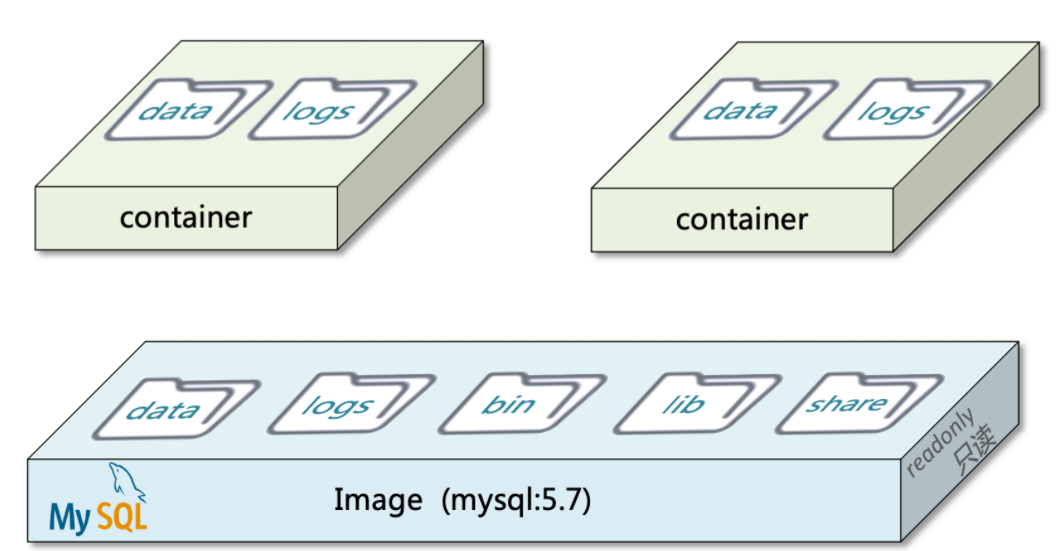 data logs
container
data logs
container
data logs bin lib share
readonly
只读
MySQL
Image (mysql:5.7)